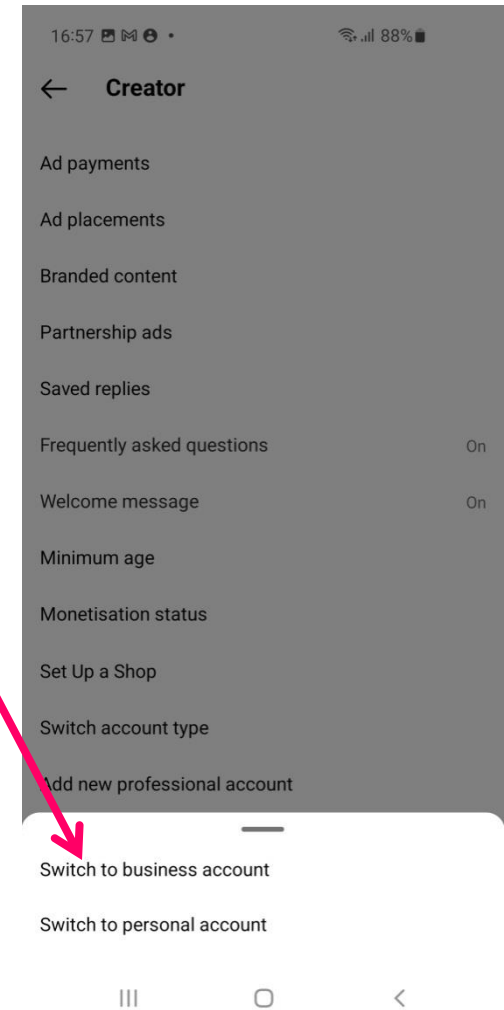 16:57
88%
Creator
Ad payments
Ad placements
Branded content
Partnership ads
Saved replies
Frequently asked questions On
Welcome message On
Minimum age
Monetisation status
Set Up a Shop
Switch account type
Add new professional account
Switch to business account
Switch to personal account